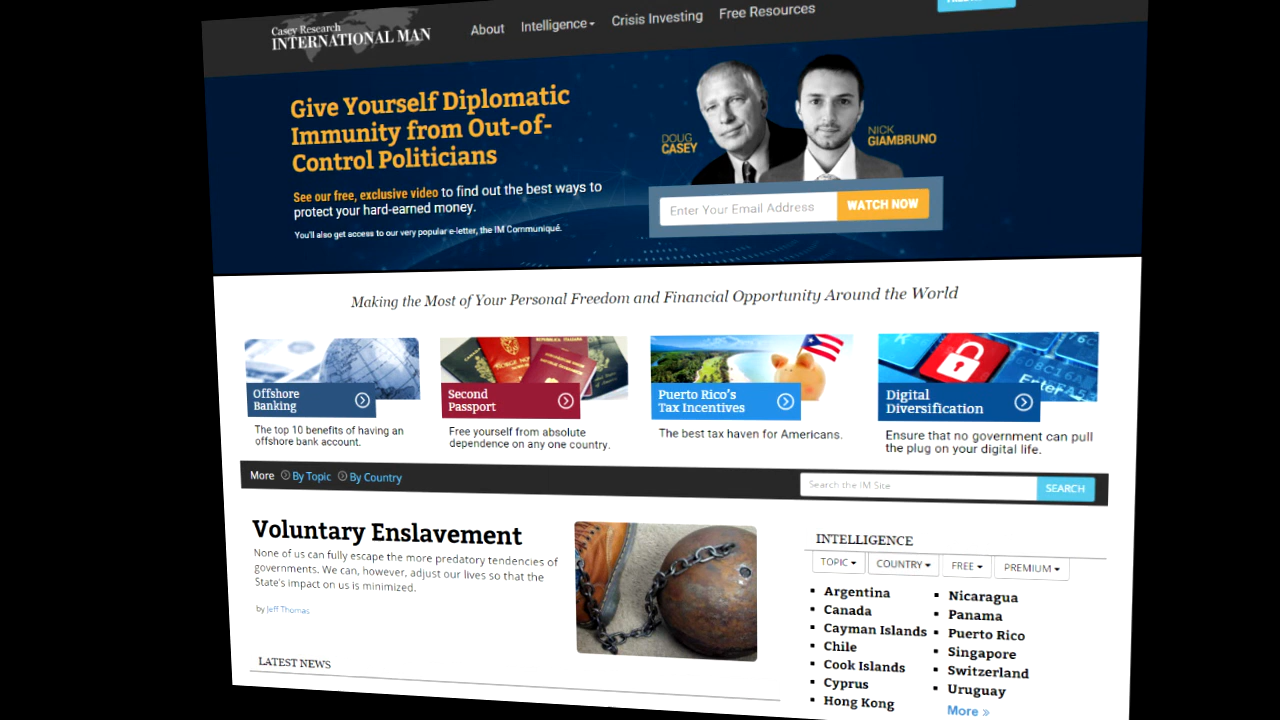 Casey Research
INTERNATIONAL MAN
About
Intelligence
Crisis Investing
Free Resources
Give Yourself Diplomatic
Immunity from Out-of-
Control Politicians
See our free, exclusive video to find out the best ways to
protect your hard-earned money.
You'll also get access to our very popular e-letter, the IM Communiqué.
DOUG
CASEY
NICK
GIAMBRUNO
Enter Your Email Address
WATCH NOW
Making the Most of Your Personal Freedom and Financial Opportunity Around the World
Offshore
Banking
The top 10 benefits of having an
offshore bank account.
Second
Passport
Free yourself from absolute
dependence on any one country.
Puerto Rico's
Tax Incentives
The best tax haven for Americans.
Enter
Digital
Diversification
Ensure that no government can pull
the plug on your digital life.
More By Topic By Country
Search the IM Site
SEARCH
Voluntary Enslavement
None of us can fully escape the more predatory tendencies of
governments. We can, however, adjust our lives so that the
State's impact on us is minimized.
by Jeff Thomas
LATEST NEWS
INTELLIGENCE
TOPIC
COUNTRY
FREE
PREMIUM
Argentina
Canada
Cayman Islands
Chile
Cook Islands
Cyprus
Hong Kong
Nicaragua
Panama
Puerto Rico
Singapore
Switzerland
Uruguay
More »